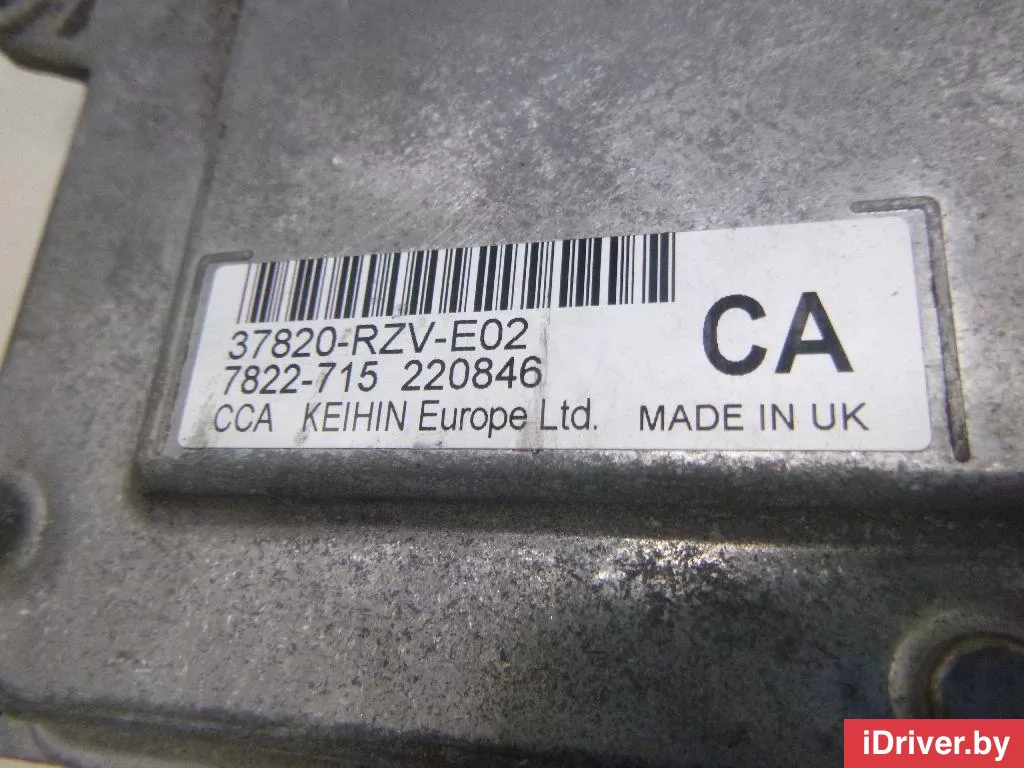 37820-RZV-E02
7822-715 220846
CA
CCA KEIHIN Europe Ltd. MADE IN UK
iDriver.by